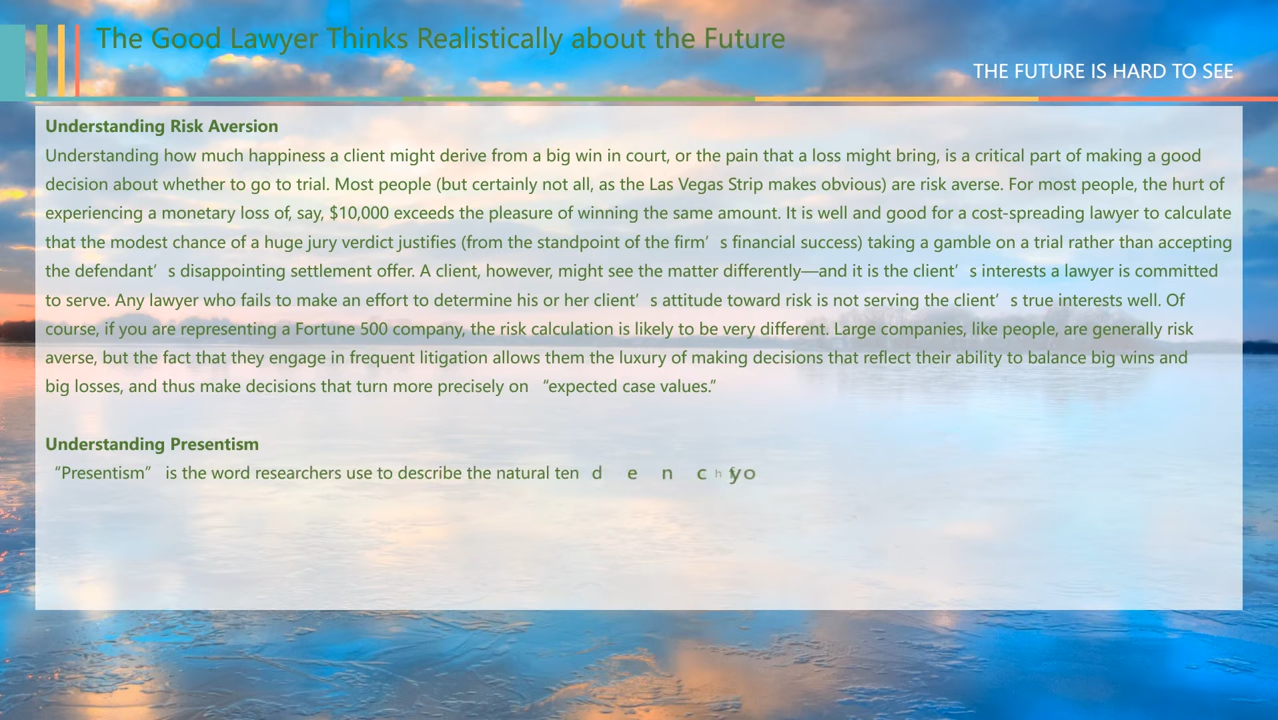 The Good Lawyer Thinks Realistically about the Future
THE FUTURE IS HARD TO SEE
Understanding Risk Aversion
Understanding how much happiness a client might derive from a big win in court, or the pain that a loss might bring, is a critical part of making a good
decision about whether to go to trial. Most people (but certainly not all, as the Las Vegas Strip makes obvious) are risk averse. For most people, the hurt of
experiencing a monetary loss of, say, $10,000 exceeds the pleasure of winning the same amount. It is well and good for a cost-spreading lawyer to calculate
that the modest chance of a huge jury verdict justifies (from the standpoint of the firm’s financial success) taking a gamble on a trial rather than accepting
the defendant’s disappointing settlement offer. A client, however, might see the matter differently—and it is the client’s interests a lawyer is committed
to serve. Any lawyer who fails to make an effort to determine his or her client’s attitude toward risk is not serving the client’s true interests well. Of
course, if you are representing a Fortune 500 company, the risk calculation is likely to be very different. Large companies, like people, are generally risk
averse, but the fact that they engage in frequent litigation allows them the luxury of making decisions that reflect their ability to balance big wins and
big losses, and thus make decisions that turn more precisely on “expected case values.”
Understanding Presentism
“Presentism” is the word researchers use to describe the natural ten d e n c